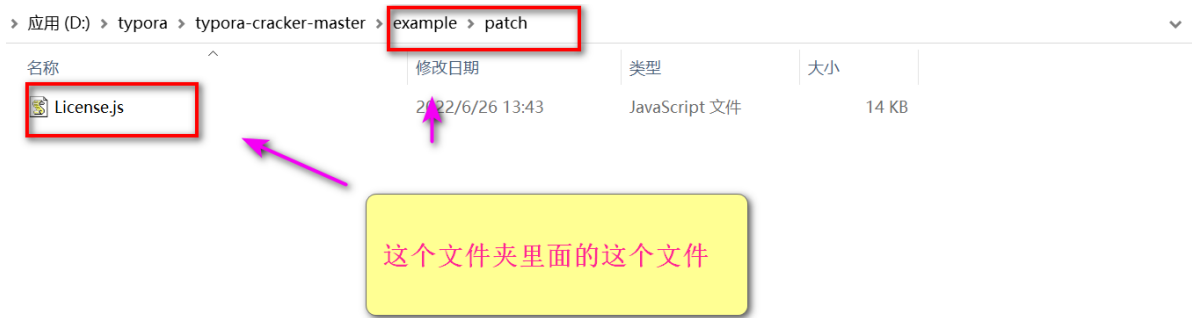 应用 (D:) > typora > typora-cracker-master > example > patch
名称 修改日期 类型 大小
License.js 2022/6/26 13:43 JavaScript 文件 14 KB
这个文件夹里面的这个文件